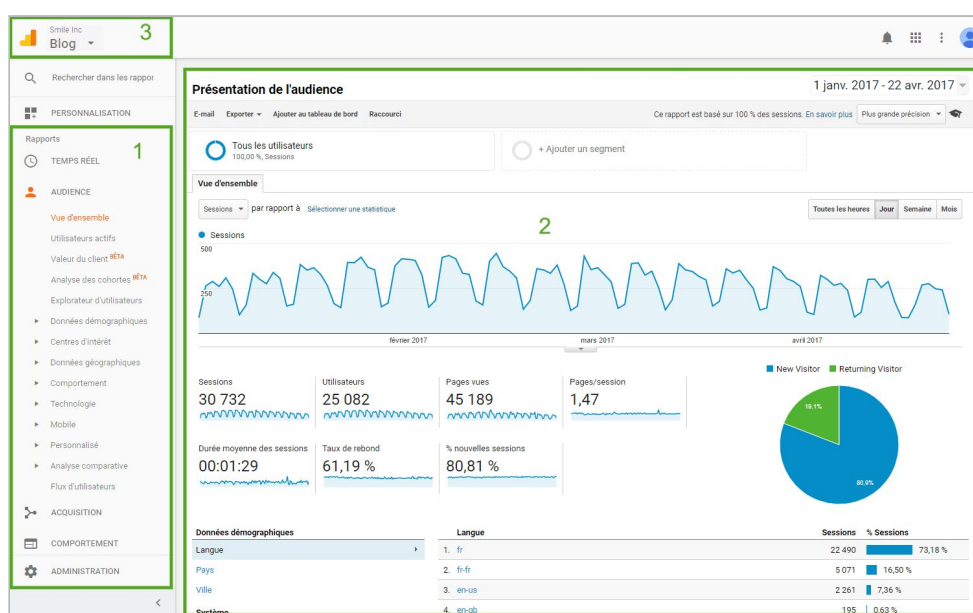 Smile Inc
Blog
3
Rechercher dans les rappor
PERSONNALISATION
Rapports
1
TEMPS RÉEL
AUDIENCE
Vue d'ensemble
Utilisateurs actifs
Valeur du client BÊTA
Analyse des cohortes BÊTA
Explorateur d'utilisateurs
Données démographiques
Centres d'intérêt
Données géographiques
Comportement
Technologie
Mobile
Personnalisé
Analyse comparative
Flux d'utilisateurs
ACQUISITION
COMPORTEMENT
ADMINISTRATION
Présentation de l'audience
1 janv. 2017 - 22 avr. 2017
E-mail Exporter Ajouter au tableau de bord Raccourci
Ce rapport est basé sur 100 % des sessions. En savoir plus Plus grande précision
Tous les utilisateurs
100,00 %, Sessions
+ Ajouter un segment
Vue d'ensemble
Sessions par rapport à Sélectionner une statistique
Toutes les heures Jour Semaine Mois
2
Sessions
500
250
février 2017 mars 2017 avril 2017
New Visitor Returning Visitor
19,1%
80,9%
Sessions
30 732
Utilisateurs
25 082
Pages vues
45 189
Pages/session
1,47
Durée moyenne des sessions
00:01:29
Taux de rebond
61,19 %
% nouvelles sessions
80,81 %
Données démographiques
Langue
Pays
Ville
Système
Langue Sessions % Sessions
1. fr 22 490 73,18 %
2. fr-fr 5 071 16,50 %
3. en-us 2 261 7,36 %
4. en-gb 195 0,63 %